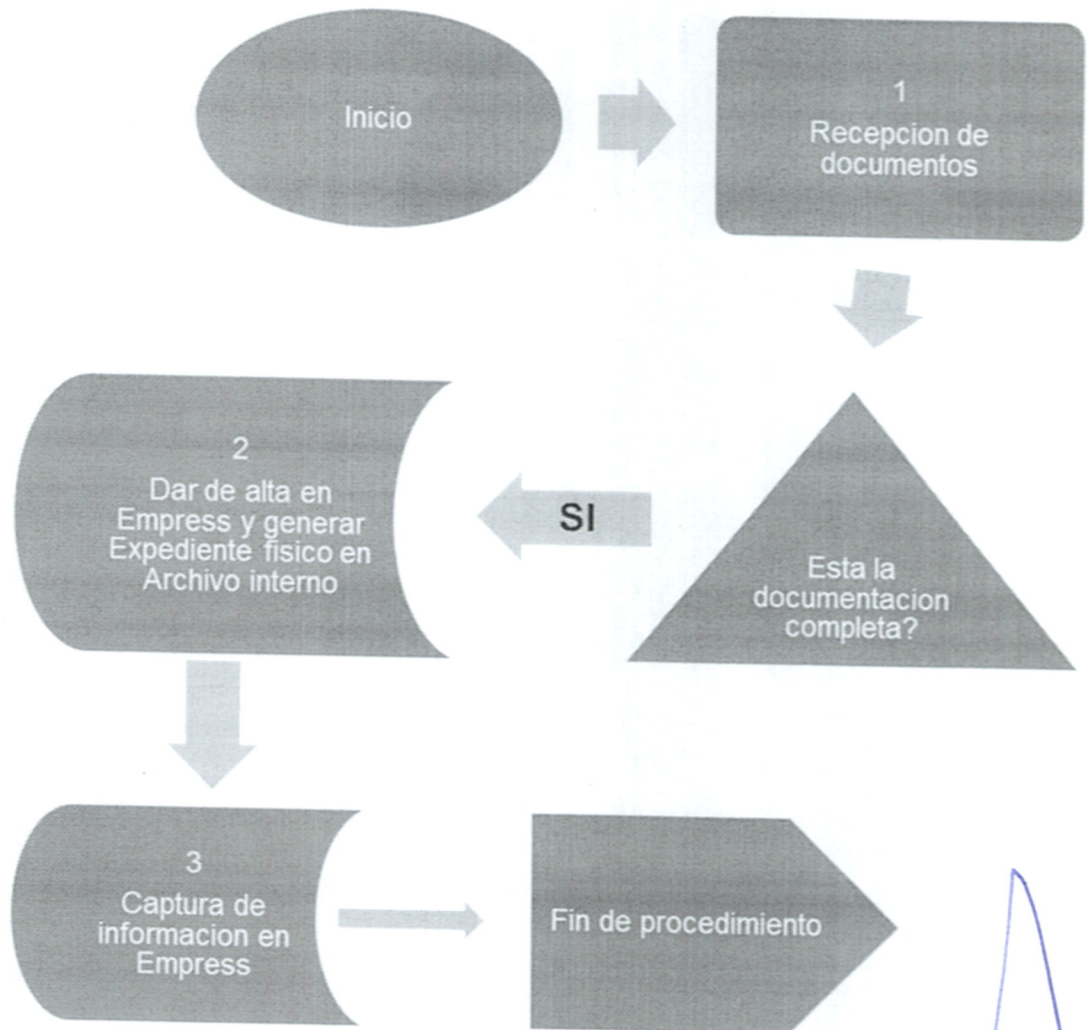 Inicio
1
Recepcion de
documentos
Esta la
documentacion
completa?
SI
2
Dar de alta en
Empress y generar
Expediente fisico en
Archivo interno
3
Captura de
informacion en
Empress
Fin de procedimiento